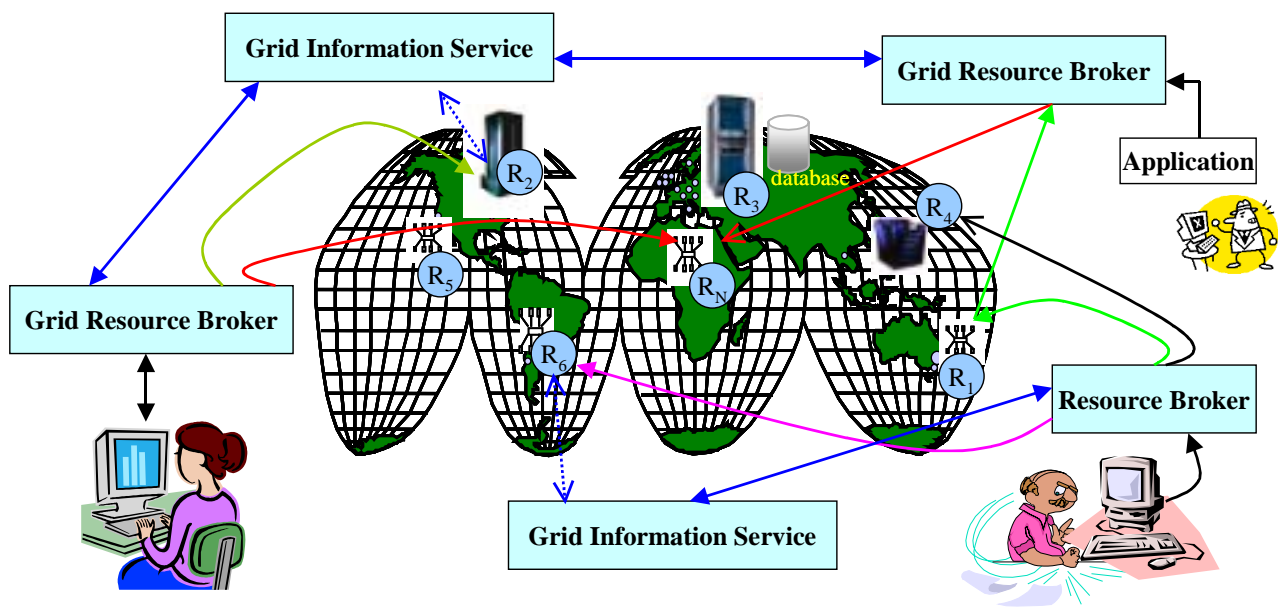 Grid Information Service
Grid Resource Broker
Application
R2
database
R3
R4
R5
RN
Grid Resource Broker
R6
R1
Resource Broker
Grid Information Service